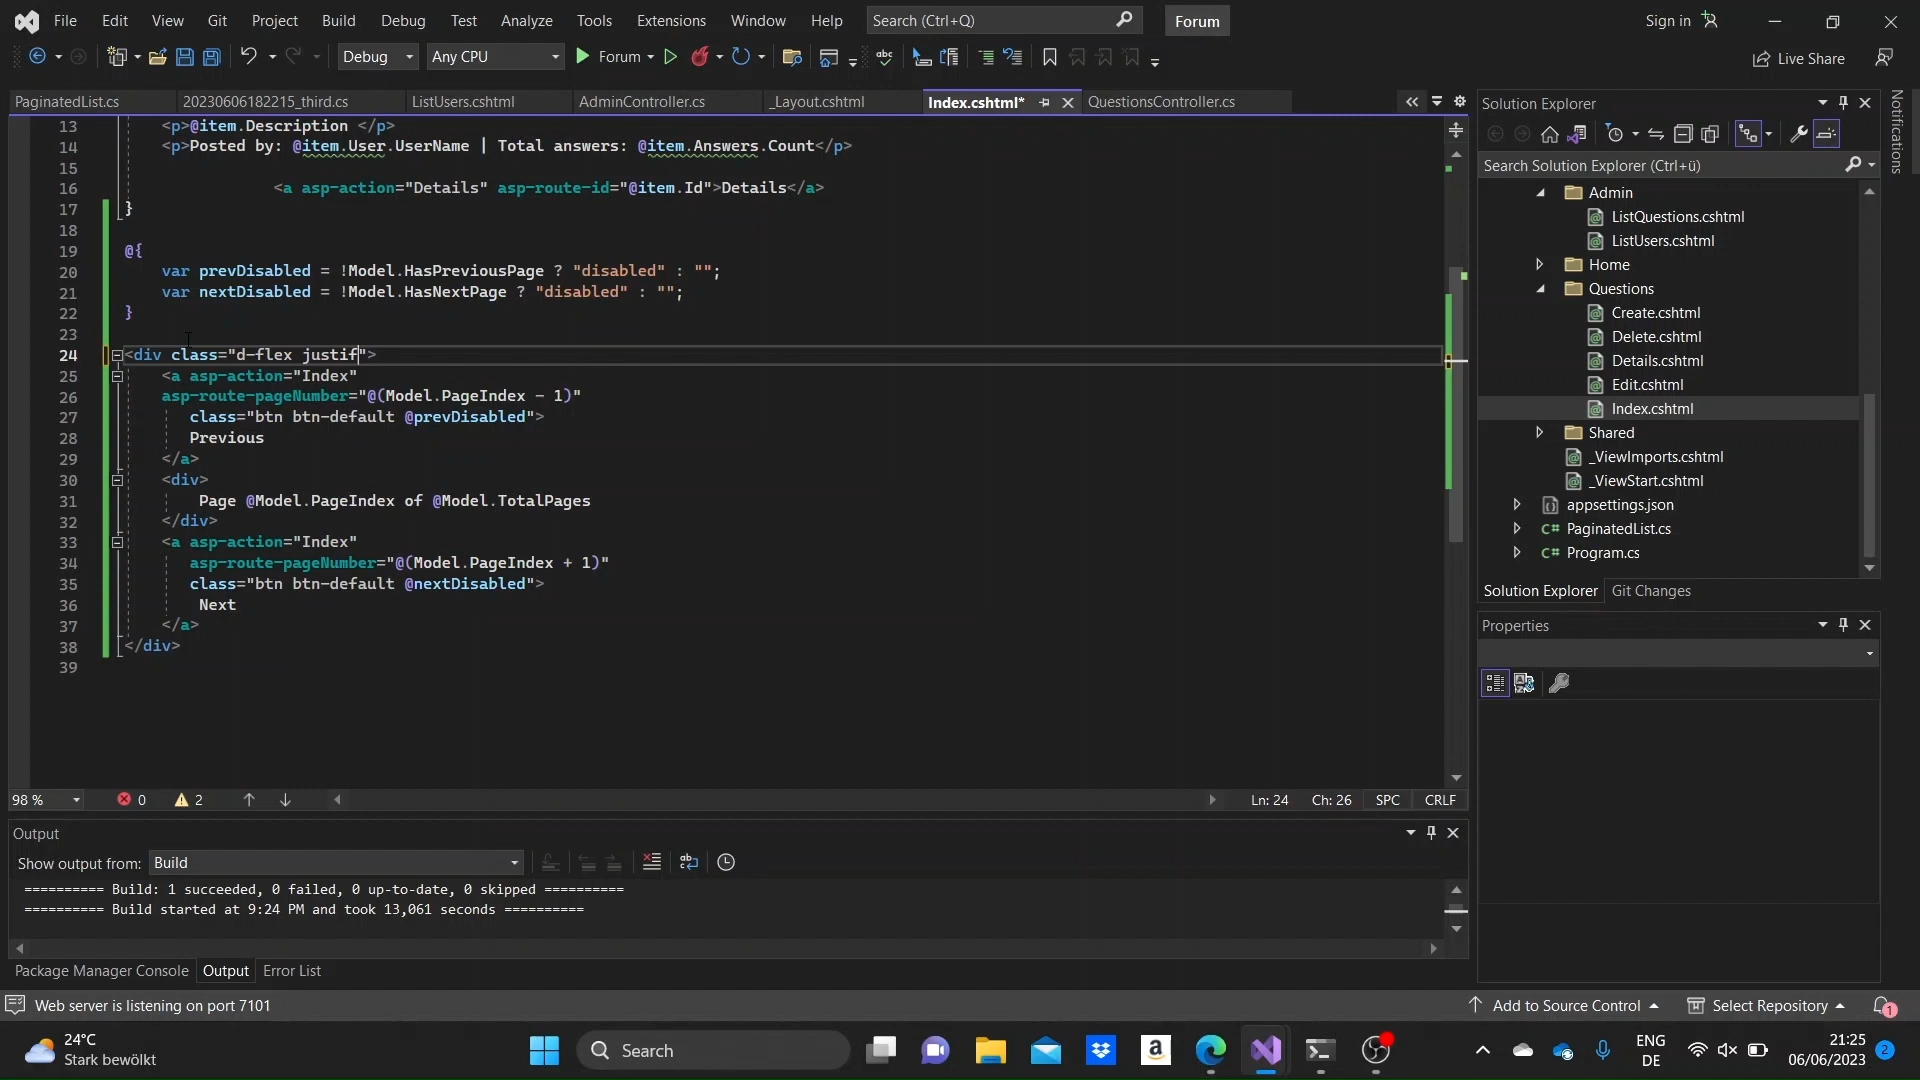 File Edit View Git Project Build Debug Test Analyze Tools Extensions Window Help Search (Ctrl+Q) Forum Sign in
Debug Any CPU Forum Live Share
PaginatedList.cs 20230606182215_third.cs ListUsers.cshtml AdminController.cs _Layout.cshtml Index.cshtml* QuestionsController.cs
13 <p>@item.Description </p>
14 <p>Posted by: @item.User.UserName | Total answers: @item.Answers.Count</p>
15
16 <a asp-action="Details" asp-route-id="@item.Id">Details</a>
17 }
18
19 @{
20 var prevDisabled = !Model.HasPreviousPage ? "disabled" : "";
21 var nextDisabled = !Model.HasNextPage ? "disabled" : "";
22 }
23
24 <div class="d-flex justif">
25 <a asp-action="Index"
26 asp-route-pageNumber="@(Model.PageIndex - 1)"
27 class="btn btn-default @prevDisabled">
28 Previous
29 </a>
30 <div>
31 Page @Model.PageIndex of @Model.TotalPages
32 </div>
33 <a asp-action="Index"
34 asp-route-pageNumber="@(Model.PageIndex + 1)"
35 class="btn btn-default @nextDisabled">
36 Next
37 </a>
38 </div>
39
98 % 0 2 Ln: 24 Ch: 26 SPC CRLF
Output
Show output from: Build
========== Build: 1 succeeded, 0 failed, 0 up-to-date, 0 skipped ==========
========== Build started at 9:24 PM and took 13,061 seconds ==========
Package Manager Console Output Error List
Solution Explorer
Search Solution Explorer (Ctrl+ü)
Admin
ListQuestions.cshtml
ListUsers.cshtml
Home
Questions
Create.cshtml
Delete.cshtml
Details.cshtml
Edit.cshtml
Index.cshtml
Shared
_ViewImports.cshtml
_ViewStart.cshtml
appsettings.json
C# PaginatedList.cs
C# Program.cs
Solution Explorer Git Changes
Properties
Notifications
Web server is listening on port 7101 Add to Source Control Select Repository 1
24°C
Stark bewölkt
Search
ENG
DE
21:25
06/06/2023
2